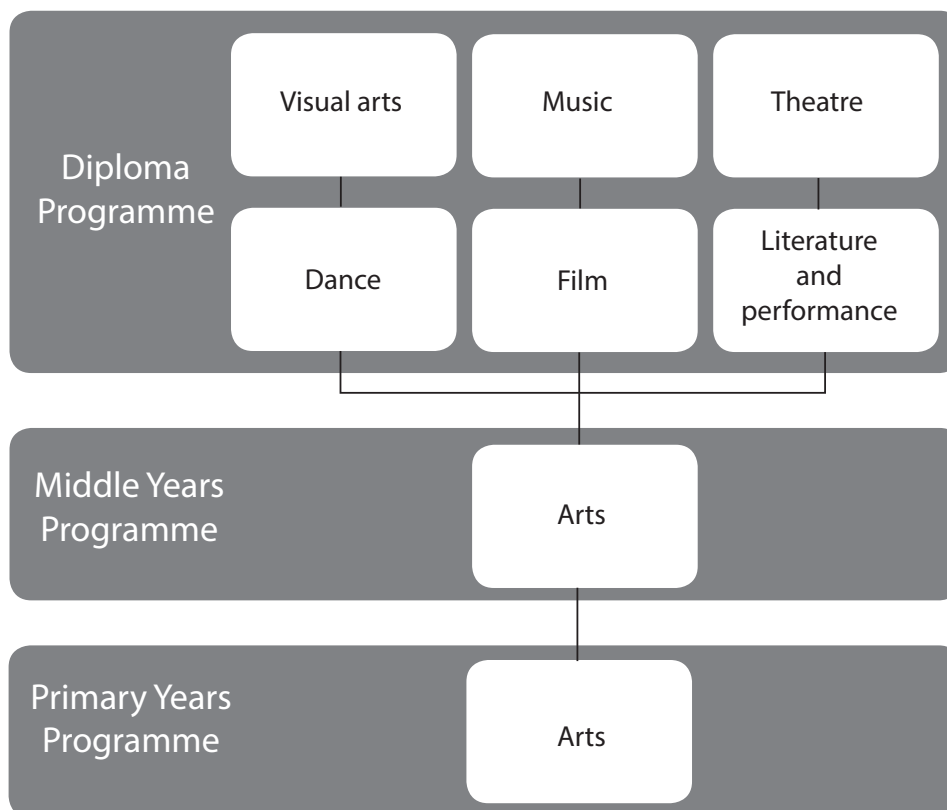 Visual arts
Music
Theatre
Diploma
Programme
Dance
Film
Literature
and
performance
Middle Years
Programme
Arts
Primary Years
Programme
Arts